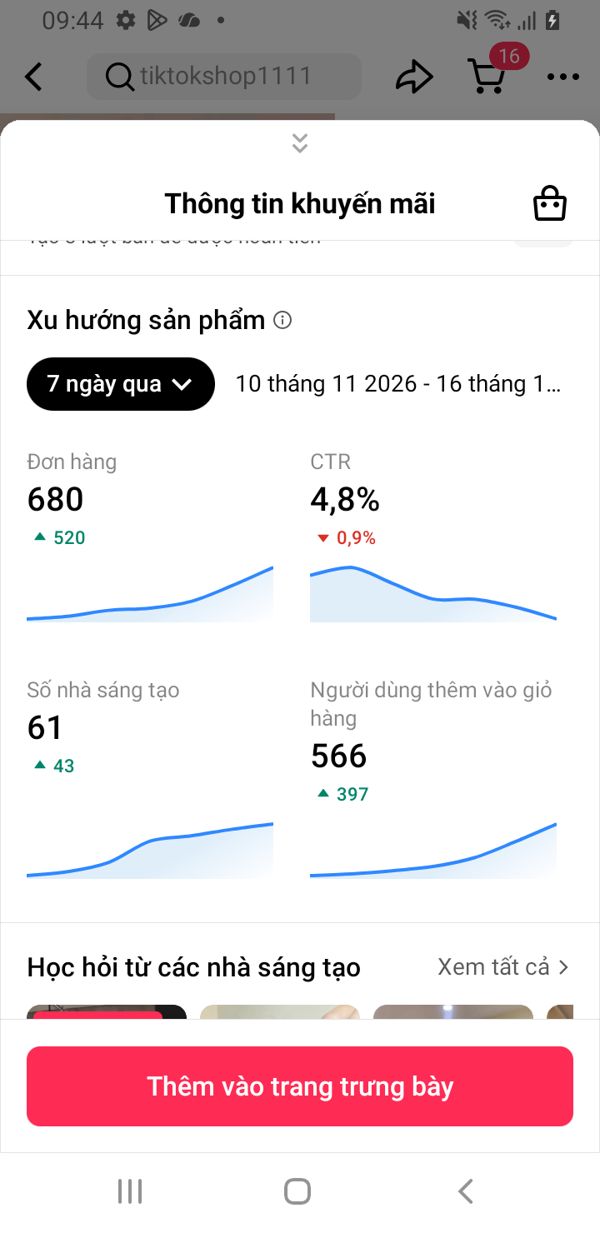 09:44
16
tiktokshop1111
Thông tin khuyến mãi
Xu hướng sản phẩm
7 ngày qua
10 tháng 11 2026 - 16 tháng 1...
Đơn hàng
680
520
CTR
4,8%
0,9%
Số nhà sáng tạo
61
43
Người dùng thêm vào giỏ
hàng
566
397
Học hỏi từ các nhà sáng tạo
Xem tất cả
Thêm vào trang trưng bày